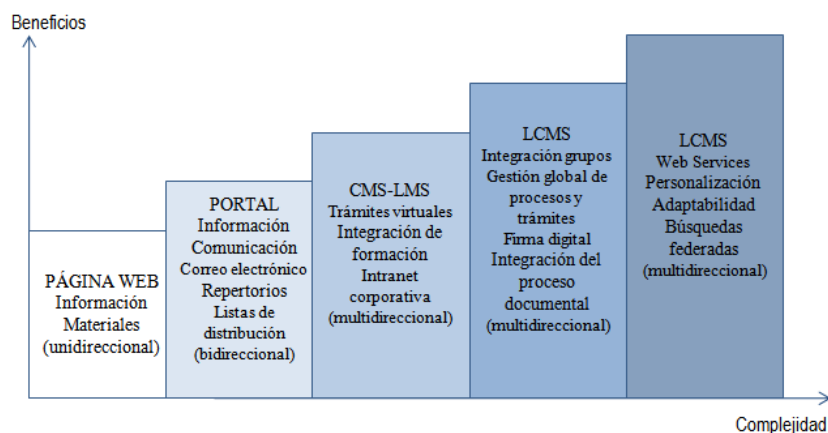 Beneficios
PÁGINA WEB
Información
Materiales
(unidireccional)
PORTAL
Información
Comunicación
Correo electrónico
Repertorios
Listas de
distribución
(bidireccional)
CMS-LMS
Trámites virtuales
Integración de
formación
Intranet
corporativa
(multidireccional)
LCMS
Integración grupos
Gestión global de
procesos y
trámites
Firma digital
Integración del
proceso
documental
(multidireccional)
LCMS
Web Services
Personalización
Adaptabilidad
Búsquedas
federadas
(multidireccional)
Complejidad